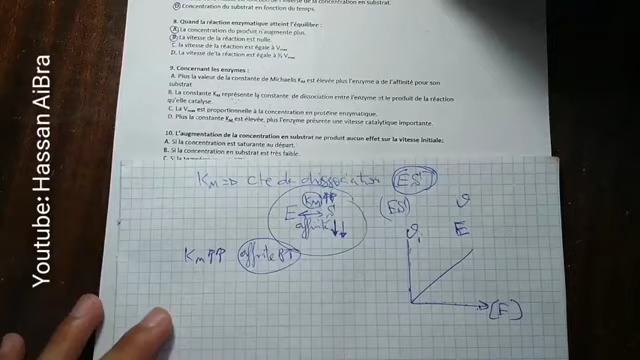 D Concentration du substrat en fonction du temps.
8. Quand la réaction enzymatique atteint l'équilibre :
A La concentration du produit n'augmente plus.
B La vitesse de la réaction est nulle.
C. la vitesse de la réaction est égale à Vmax
D. La vitesse de la réaction est égale à ½ Vmax
9. Concernant les enzymes :
A. Plus la valeur de la constante de Michaelis KM est élevée plus l'enzyme a de l'affinité pour son
substrat
B. La constante KM représente la constante de dissociation entre l'enzyme et le produit de la réaction
qu'elle catalyse.
C. La Vmax est proportionnelle à la concentration en protéine enzymatique.
D. Plus la constante KM est élevée, plus l'enzyme présente une vitesse catalytique importante.
10. L'augmentation de la concentration en substrat ne produit aucun effet sur la vitesse initiale:
A. Si la concentration est saturante au départ.
B. Si la concentration en substrat est très faible.
KM => Cte de dissociation ES
KM↑↑
E ↔ S
affinité ↓↓
(ES)
KM↑↑ affinité
E
[E]
Youtube: Hassan AiBra